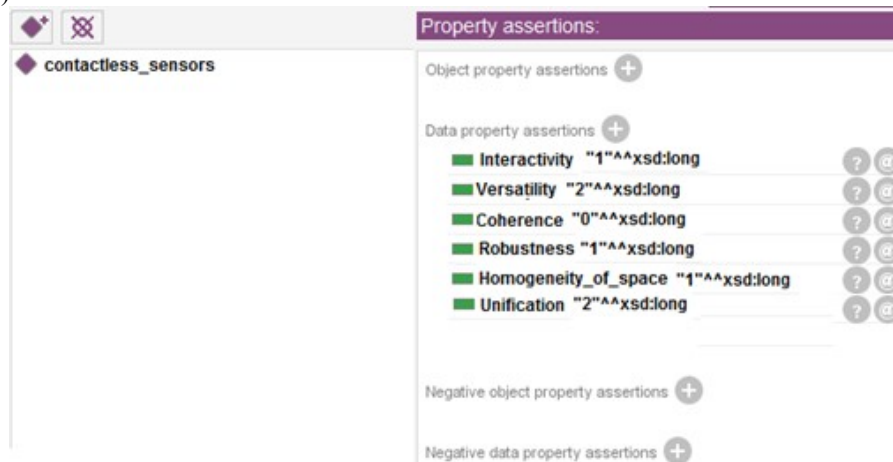 )
Property assertions:
contactless_sensors
Object property assertions
Data property assertions
Interactivity "1"^^xsd:long
Versatility "2"^^xsd:long
Coherence "0"^^xsd:long
Robustness "1"^^xsd:long
Homogeneity_of_space "1"^^xsd:long
Unification "2"^^xsd:long
Negative object property assertions
Negative data property assertions